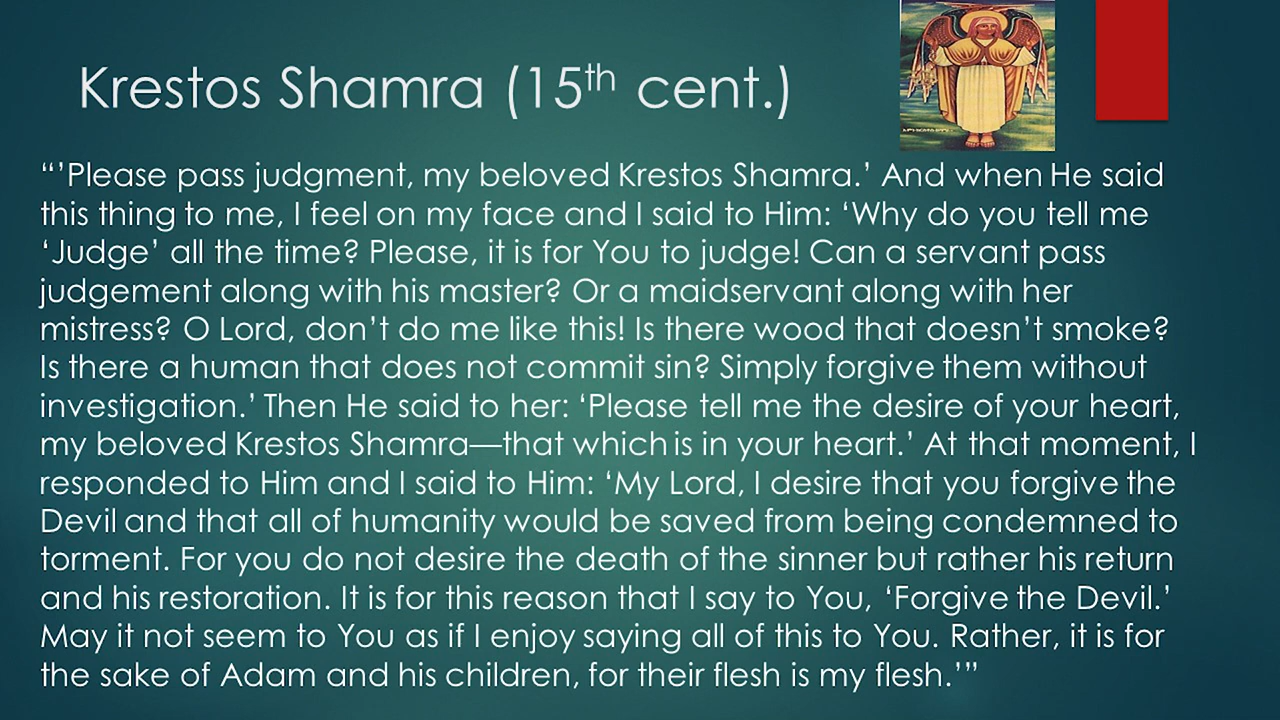 Krestos Shamra (15th cent.)
“’Please pass judgment, my beloved Krestos Shamra.’ And when He said
this thing to me, I feel on my face and I said to Him: ‘Why do you tell me
‘Judge’ all the time? Please, it is for You to judge! Can a servant pass
judgement along with his master? Or a maidservant along with her
mistress? O Lord, don’t do me like this! Is there wood that doesn’t smoke?
Is there a human that does not commit sin? Simply forgive them without
investigation.’ Then He said to her: ‘Please tell me the desire of your heart,
my beloved Krestos Shamra—that which is in your heart.’ At that moment, I
responded to Him and I said to Him: ‘My Lord, I desire that you forgive the
Devil and that all of humanity would be saved from being condemned to
torment. For you do not desire the death of the sinner but rather his return
and his restoration. It is for this reason that I say to You, ‘Forgive the Devil.’
May it not seem to You as if I enjoy saying all of this to You. Rather, it is for
the sake of Adam and his children, for their flesh is my flesh.’”